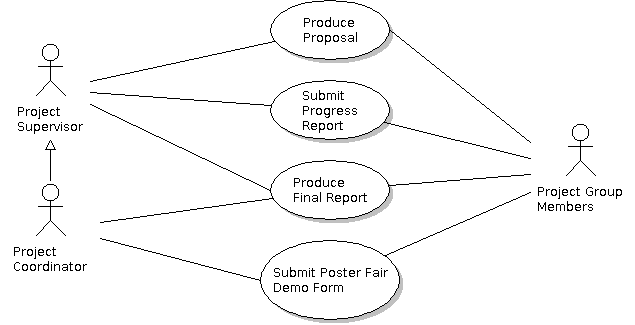 Produce
Proposal
Project
Supervisor
Submit
Progress
Report
Produce
Final Report
Project Group
Members
Project
Coordinator
Submit Poster Fair
Demo Form